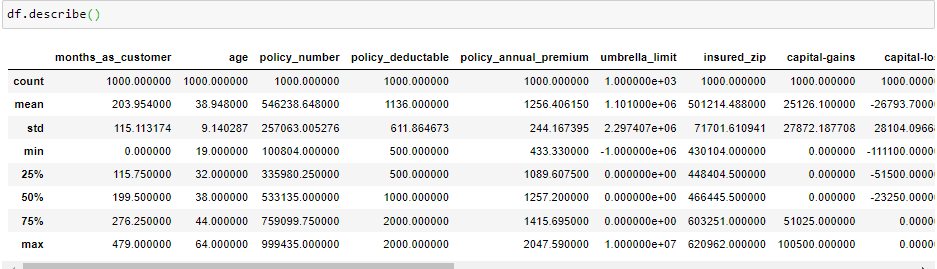 df.describe()
months_as_customer age policy_number policy_deductable policy_annual_premium umbrella_limit insured_zip capital-gains capital-lo
count 1000.000000 1000.000000 1000.000000 1000.000000 1000.000000 1.000000e+03 1000.000000 1000.000000 1000.0000
mean 203.954000 38.948000 546238.648000 1136.000000 1256.406150 1.101000e+06 501214.488000 25126.100000 -26793.7000
std 115.113174 9.140287 257063.005276 611.864673 244.167395 2.297407e+06 71701.610941 27872.187708 28104.0966
min 0.000000 19.000000 100804.000000 500.000000 433.330000 -1.000000e+06 430104.000000 0.000000 -111100.0000
25% 115.750000 32.000000 335980.250000 500.000000 1089.607500 0.000000e+00 448404.500000 0.000000 -51500.0000
50% 199.500000 38.000000 533135.000000 1000.000000 1257.200000 0.000000e+00 466445.500000 0.000000 -23250.0000
75% 276.250000 44.000000 759099.750000 2000.000000 1415.695000 0.000000e+00 603251.000000 51025.000000 0.0000
max 479.000000 64.000000 999435.000000 2000.000000 2047.590000 1.000000e+07 620962.000000 100500.000000 0.0000